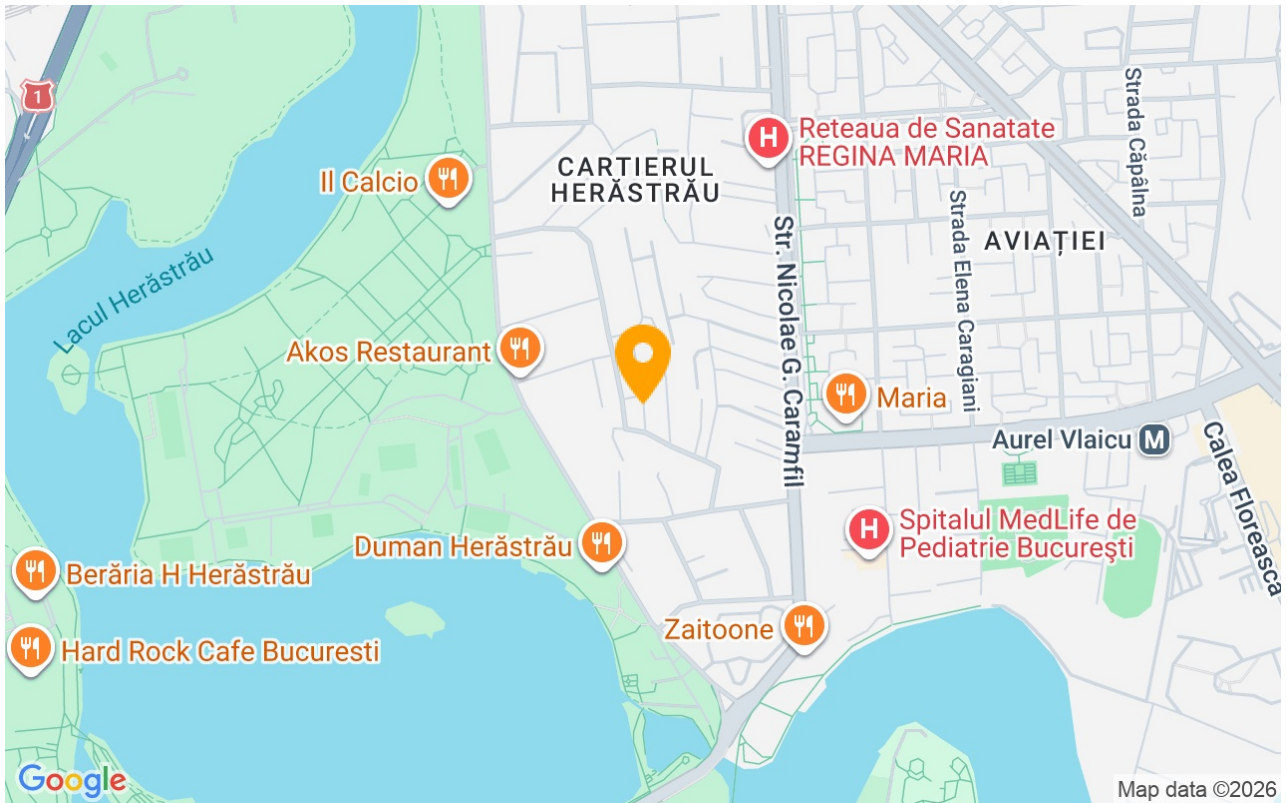 1
Reteaua de Sanatate
REGINA MARIA
CARTIERUL
HERĂSTRĂU
Il Calcio
Strada Căpâlna
Strada Elena Caragiani
AVIAȚIEI
Str. Nicolae G. Caramfil
Lacul Herăstrău
Akos Restaurant
Maria
Aurel Vlaicu
M
Calea Floreasca
Duman Herăstrău
Spitalul MedLife de
Pediatrie Bucureşti
Berăria H Herăstrău
Zaitoone
Hard Rock Cafe Bucuresti
Google
Map data ©2026
H
H